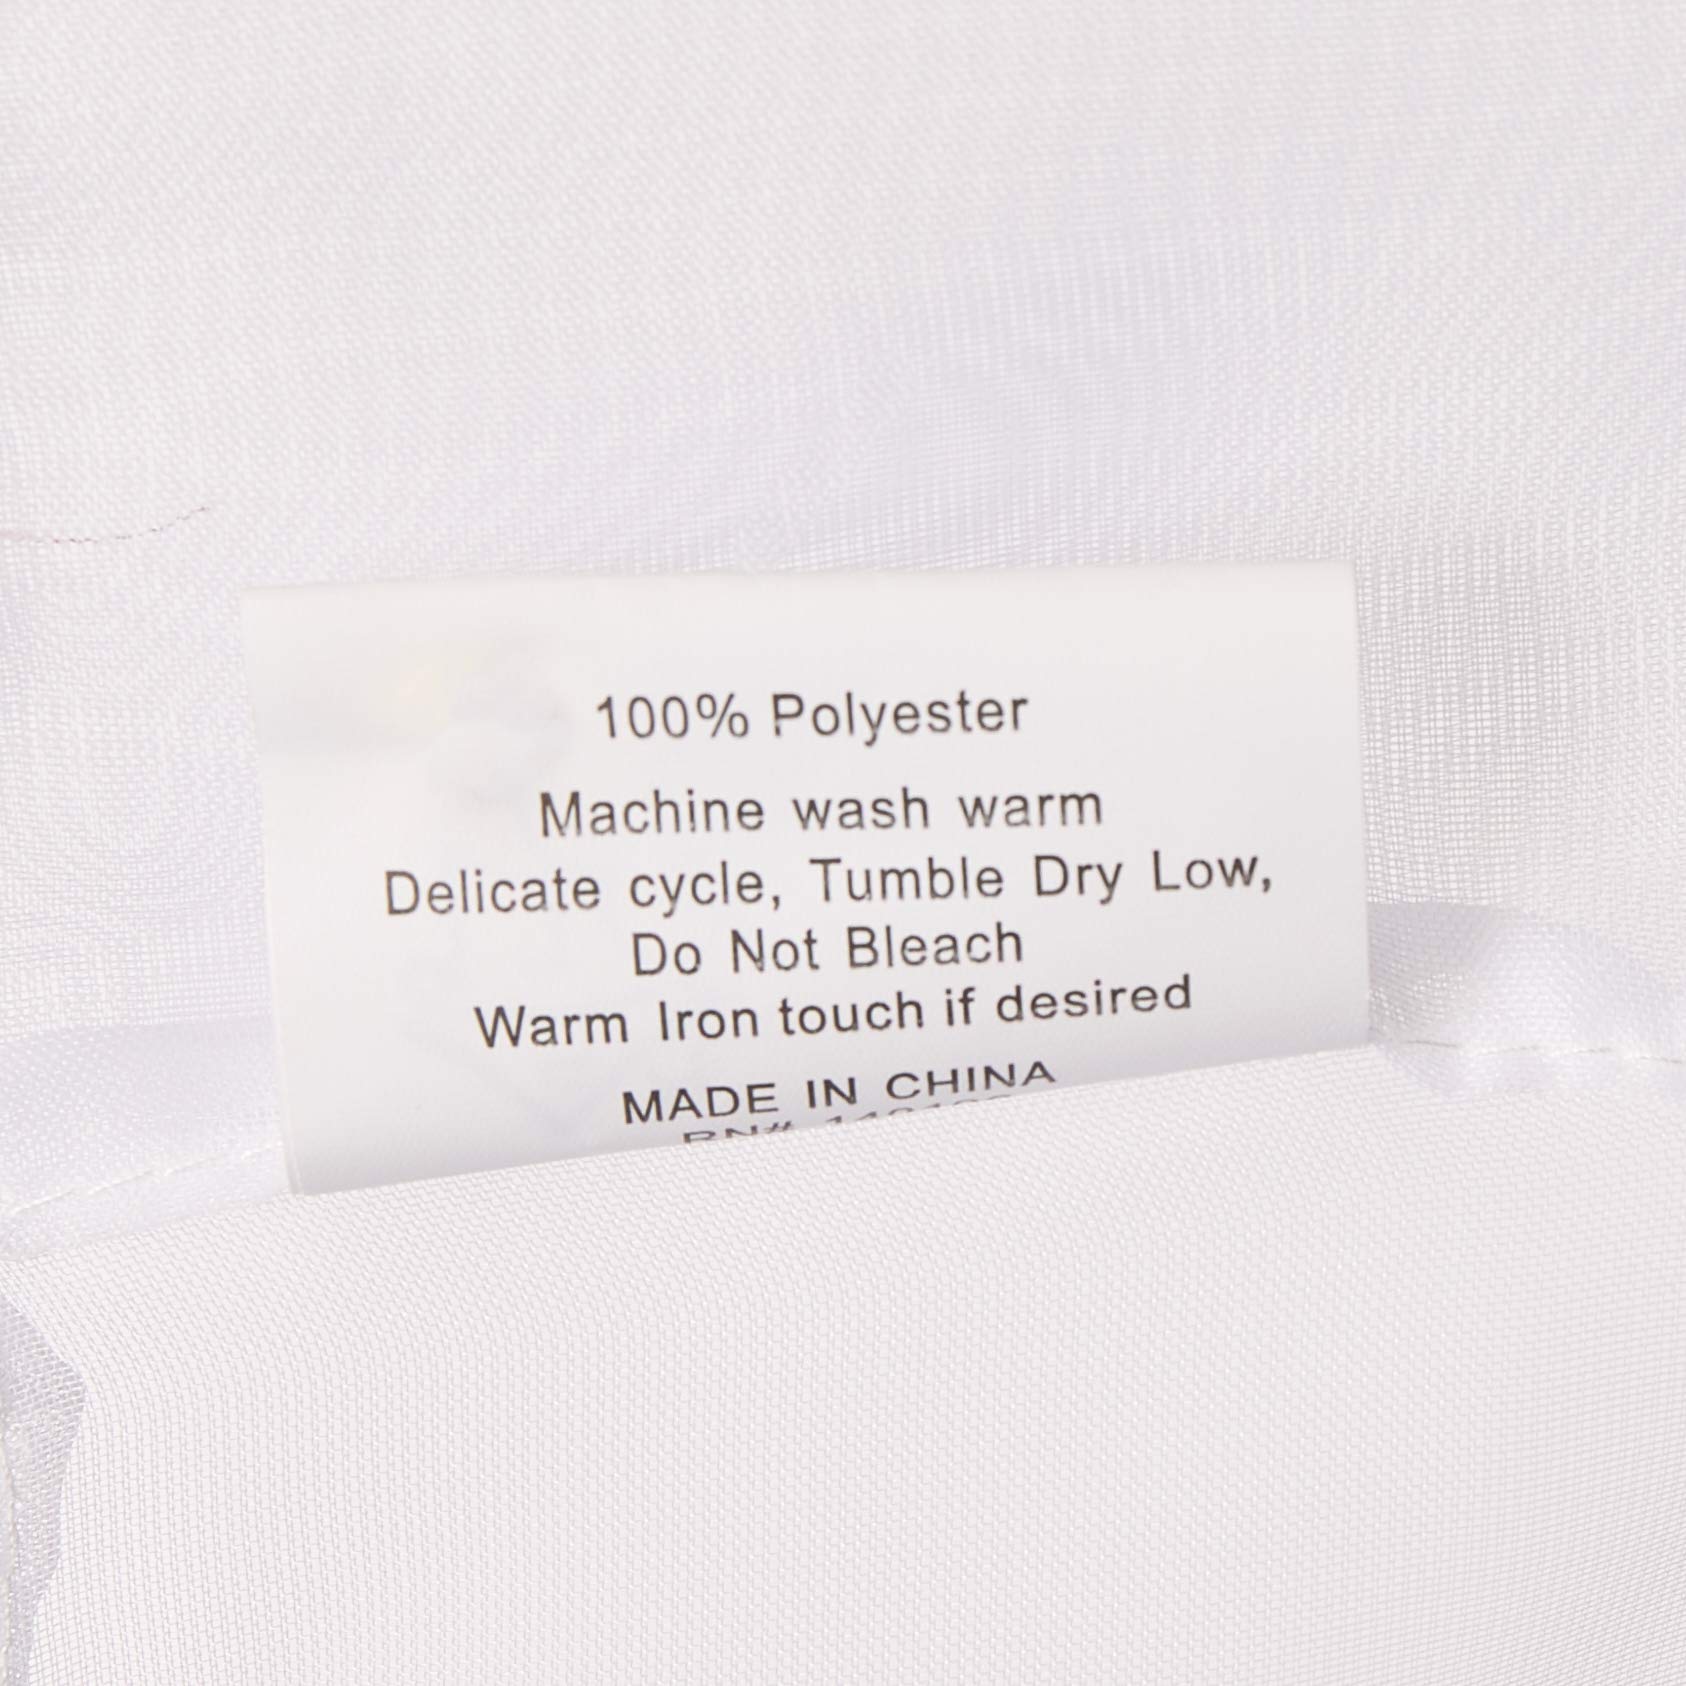 100% Polyester
Machine wash warm
Delicate cycle, Tumble Dry Low,
Do Not Bleach
Warm Iron touch if desired
MADE IN CHINA
RN#